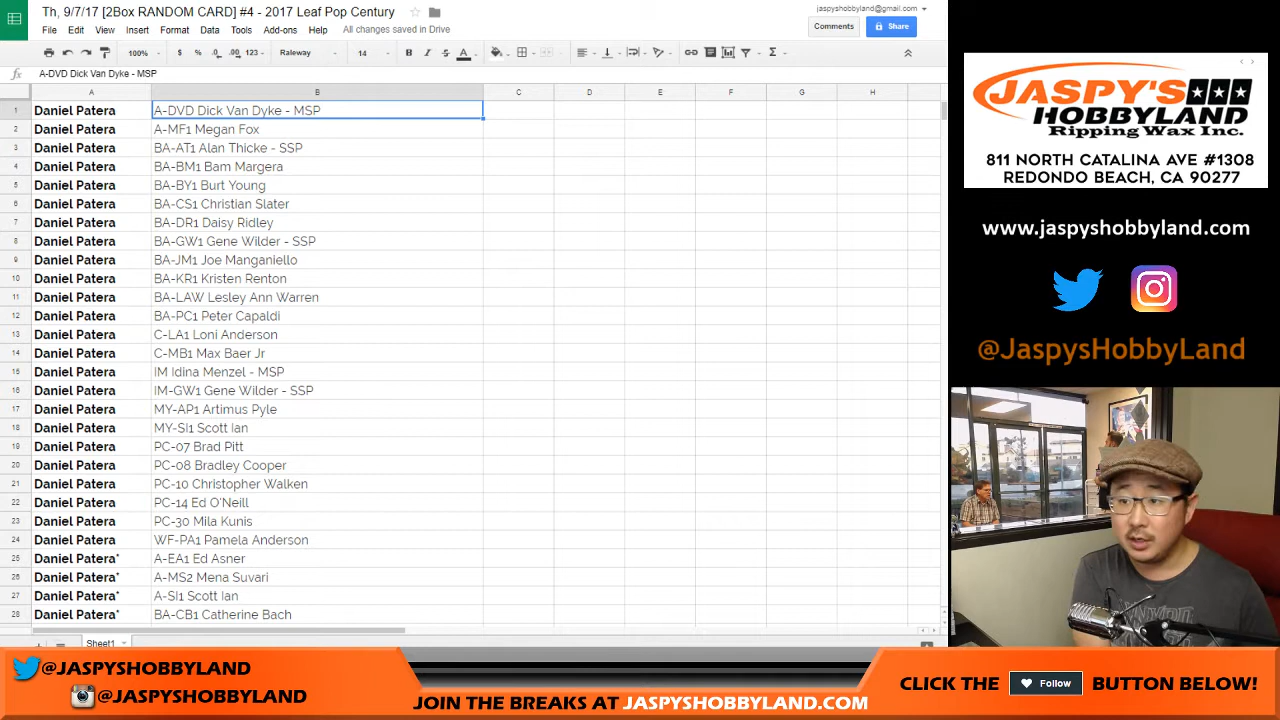 Th, 9/7/17 [2Box RANDOM CARD] #4 - 2017 Leaf Pop Century
jaspyshobbyland@gmail.com
File Edit View Insert Format Data Tools Add-ons Help All changes saved in Drive
Comments
Share
100% $ % .0 .00 123 Raleway 14 B I S A
fx A-DVD Dick Van Dyke - MSP
A B C D E F G H
1 Daniel Patera A-DVD Dick Van Dyke - MSP
2 Daniel Patera A-MF1 Megan Fox
3 Daniel Patera BA-AT1 Alan Thicke - SSP
4 Daniel Patera BA-BM1 Bam Margera
5 Daniel Patera BA-BY1 Burt Young
6 Daniel Patera BA-CS1 Christian Slater
7 Daniel Patera BA-DR1 Daisy Ridley
8 Daniel Patera BA-GW1 Gene Wilder - SSP
9 Daniel Patera BA-JM1 Joe Manganiello
10 Daniel Patera BA-KR1 Kristen Renton
11 Daniel Patera BA-LAW Lesley Ann Warren
12 Daniel Patera BA-PC1 Peter Capaldi
13 Daniel Patera C-LA1 Loni Anderson
14 Daniel Patera C-MB1 Max Baer Jr
15 Daniel Patera IM Idina Menzel - MSP
16 Daniel Patera IM-GW1 Gene Wilder - SSP
17 Daniel Patera MY-AP1 Artimus Pyle
18 Daniel Patera MY-SI1 Scott Ian
19 Daniel Patera PC-07 Brad Pitt
20 Daniel Patera PC-08 Bradley Cooper
21 Daniel Patera PC-10 Christopher Walken
22 Daniel Patera PC-14 Ed O'Neill
23 Daniel Patera PC-30 Mila Kunis
24 Daniel Patera WF-PA1 Pamela Anderson
25 Daniel Patera* A-EA1 Ed Asner
26 Daniel Patera* A-MS2 Mena Suvari
27 Daniel Patera* A-SI1 Scott Ian
28 Daniel Patera* BA-CB1 Catherine Bach
Sheet1
JASPY'S
HOBBYLAND
Ripping Wax Inc.
811 NORTH CATALINA AVE #1308
REDONDO BEACH, CA 90277
www.jaspyshobbyland.com
@JaspysHobbyLand
@JASPYSHOBBYLAND
@JASPYSHOBBYLAND
JOIN THE BREAKS AT JASPYSHOBBYLAND.COM
CLICK THE Follow BUTTON BELOW!